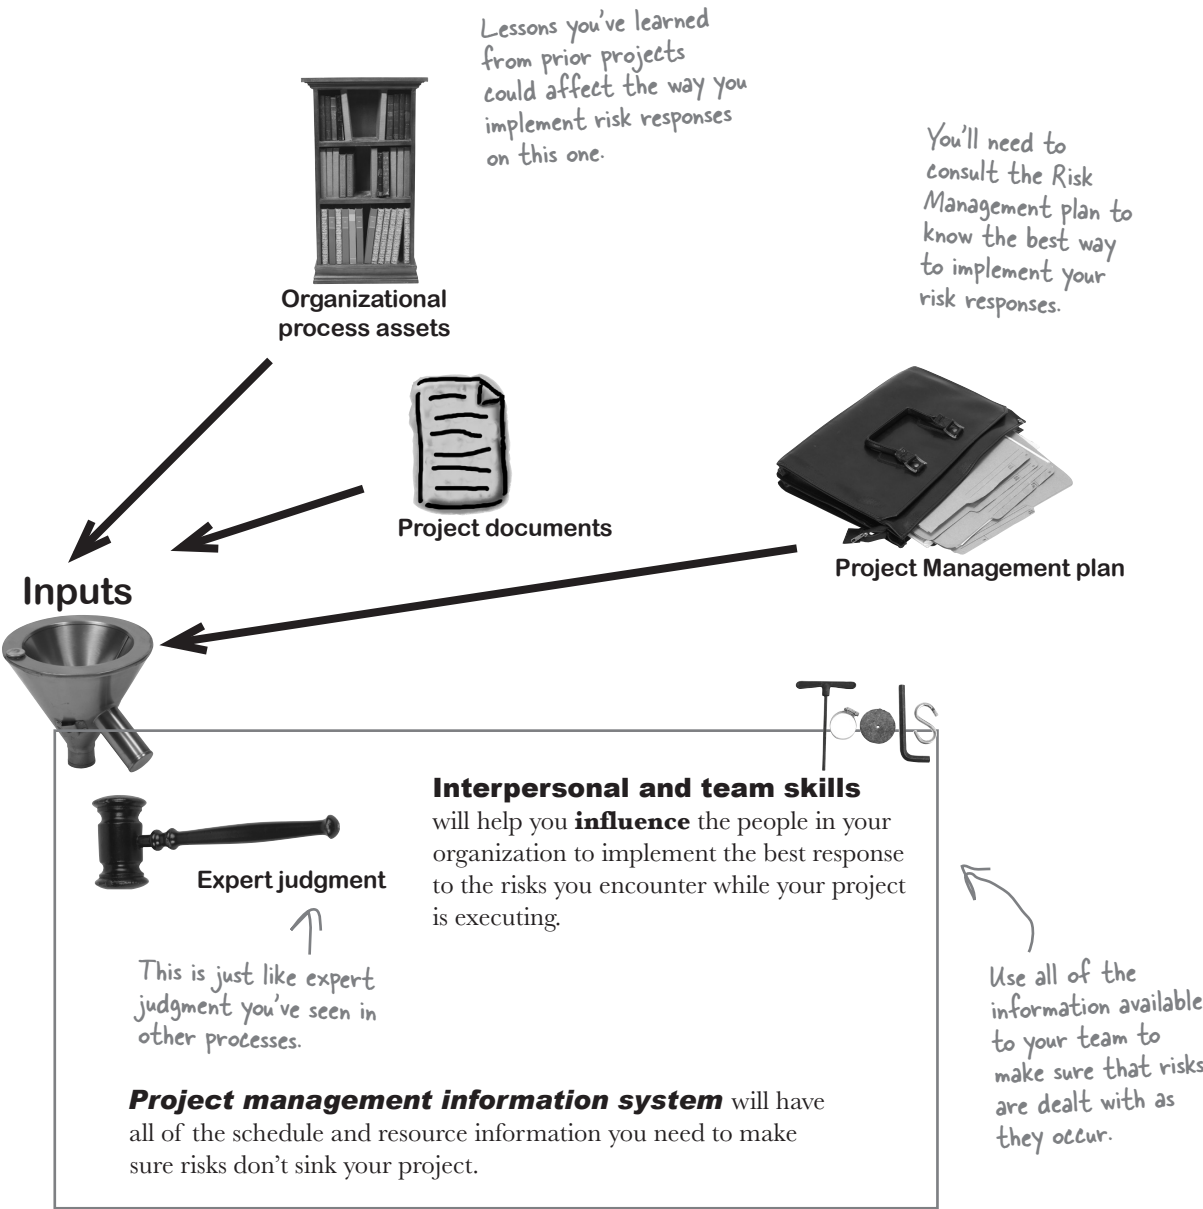 Lessons you've learned
from prior projects
could affect the way you
implement risk responses
on this one.
You'll need to
consult the Risk
Management plan to
know the best way
to implement your
risk responses.
Organizational
process assets
Project documents
Project Management plan
Inputs
Tools
Interpersonal and team skills
will help you influence the people in your
organization to implement the best response
to the risks you encounter while your project
is executing.
Expert judgment
This is just like expert
judgment you've seen in
other processes.
Use all of the
information available
to your team to
make sure that risks
are dealt with as
they occur.
Project management information system will have
all of the schedule and resource information you need to make
sure risks don't sink your project.